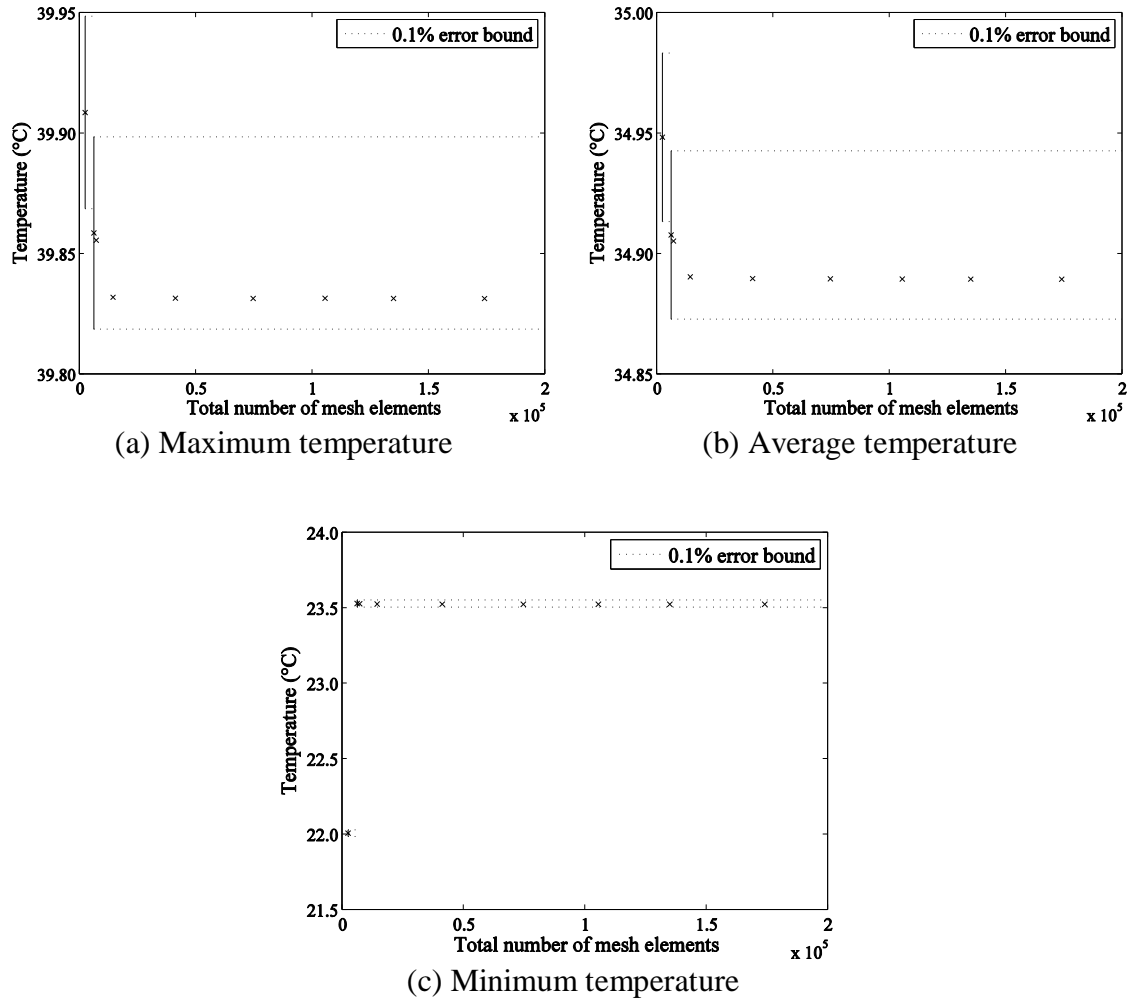 39.95
39.90
39.85
39.80
Temperature (°C)
0.1% error bound
0 0.5 1 1.5 2
Total number of mesh elements
x 10^5
(a) Maximum temperature
35.00
34.95
34.90
34.85
Temperature (°C)
0.1% error bound
0 0.5 1 1.5 2
Total number of mesh elements
x 10^5
(b) Average temperature
24.0
23.5
23.0
22.5
22.0
21.5
Temperature (°C)
0.1% error bound
0 0.5 1 1.5 2
Total number of mesh elements
x 10^5
(c) Minimum temperature